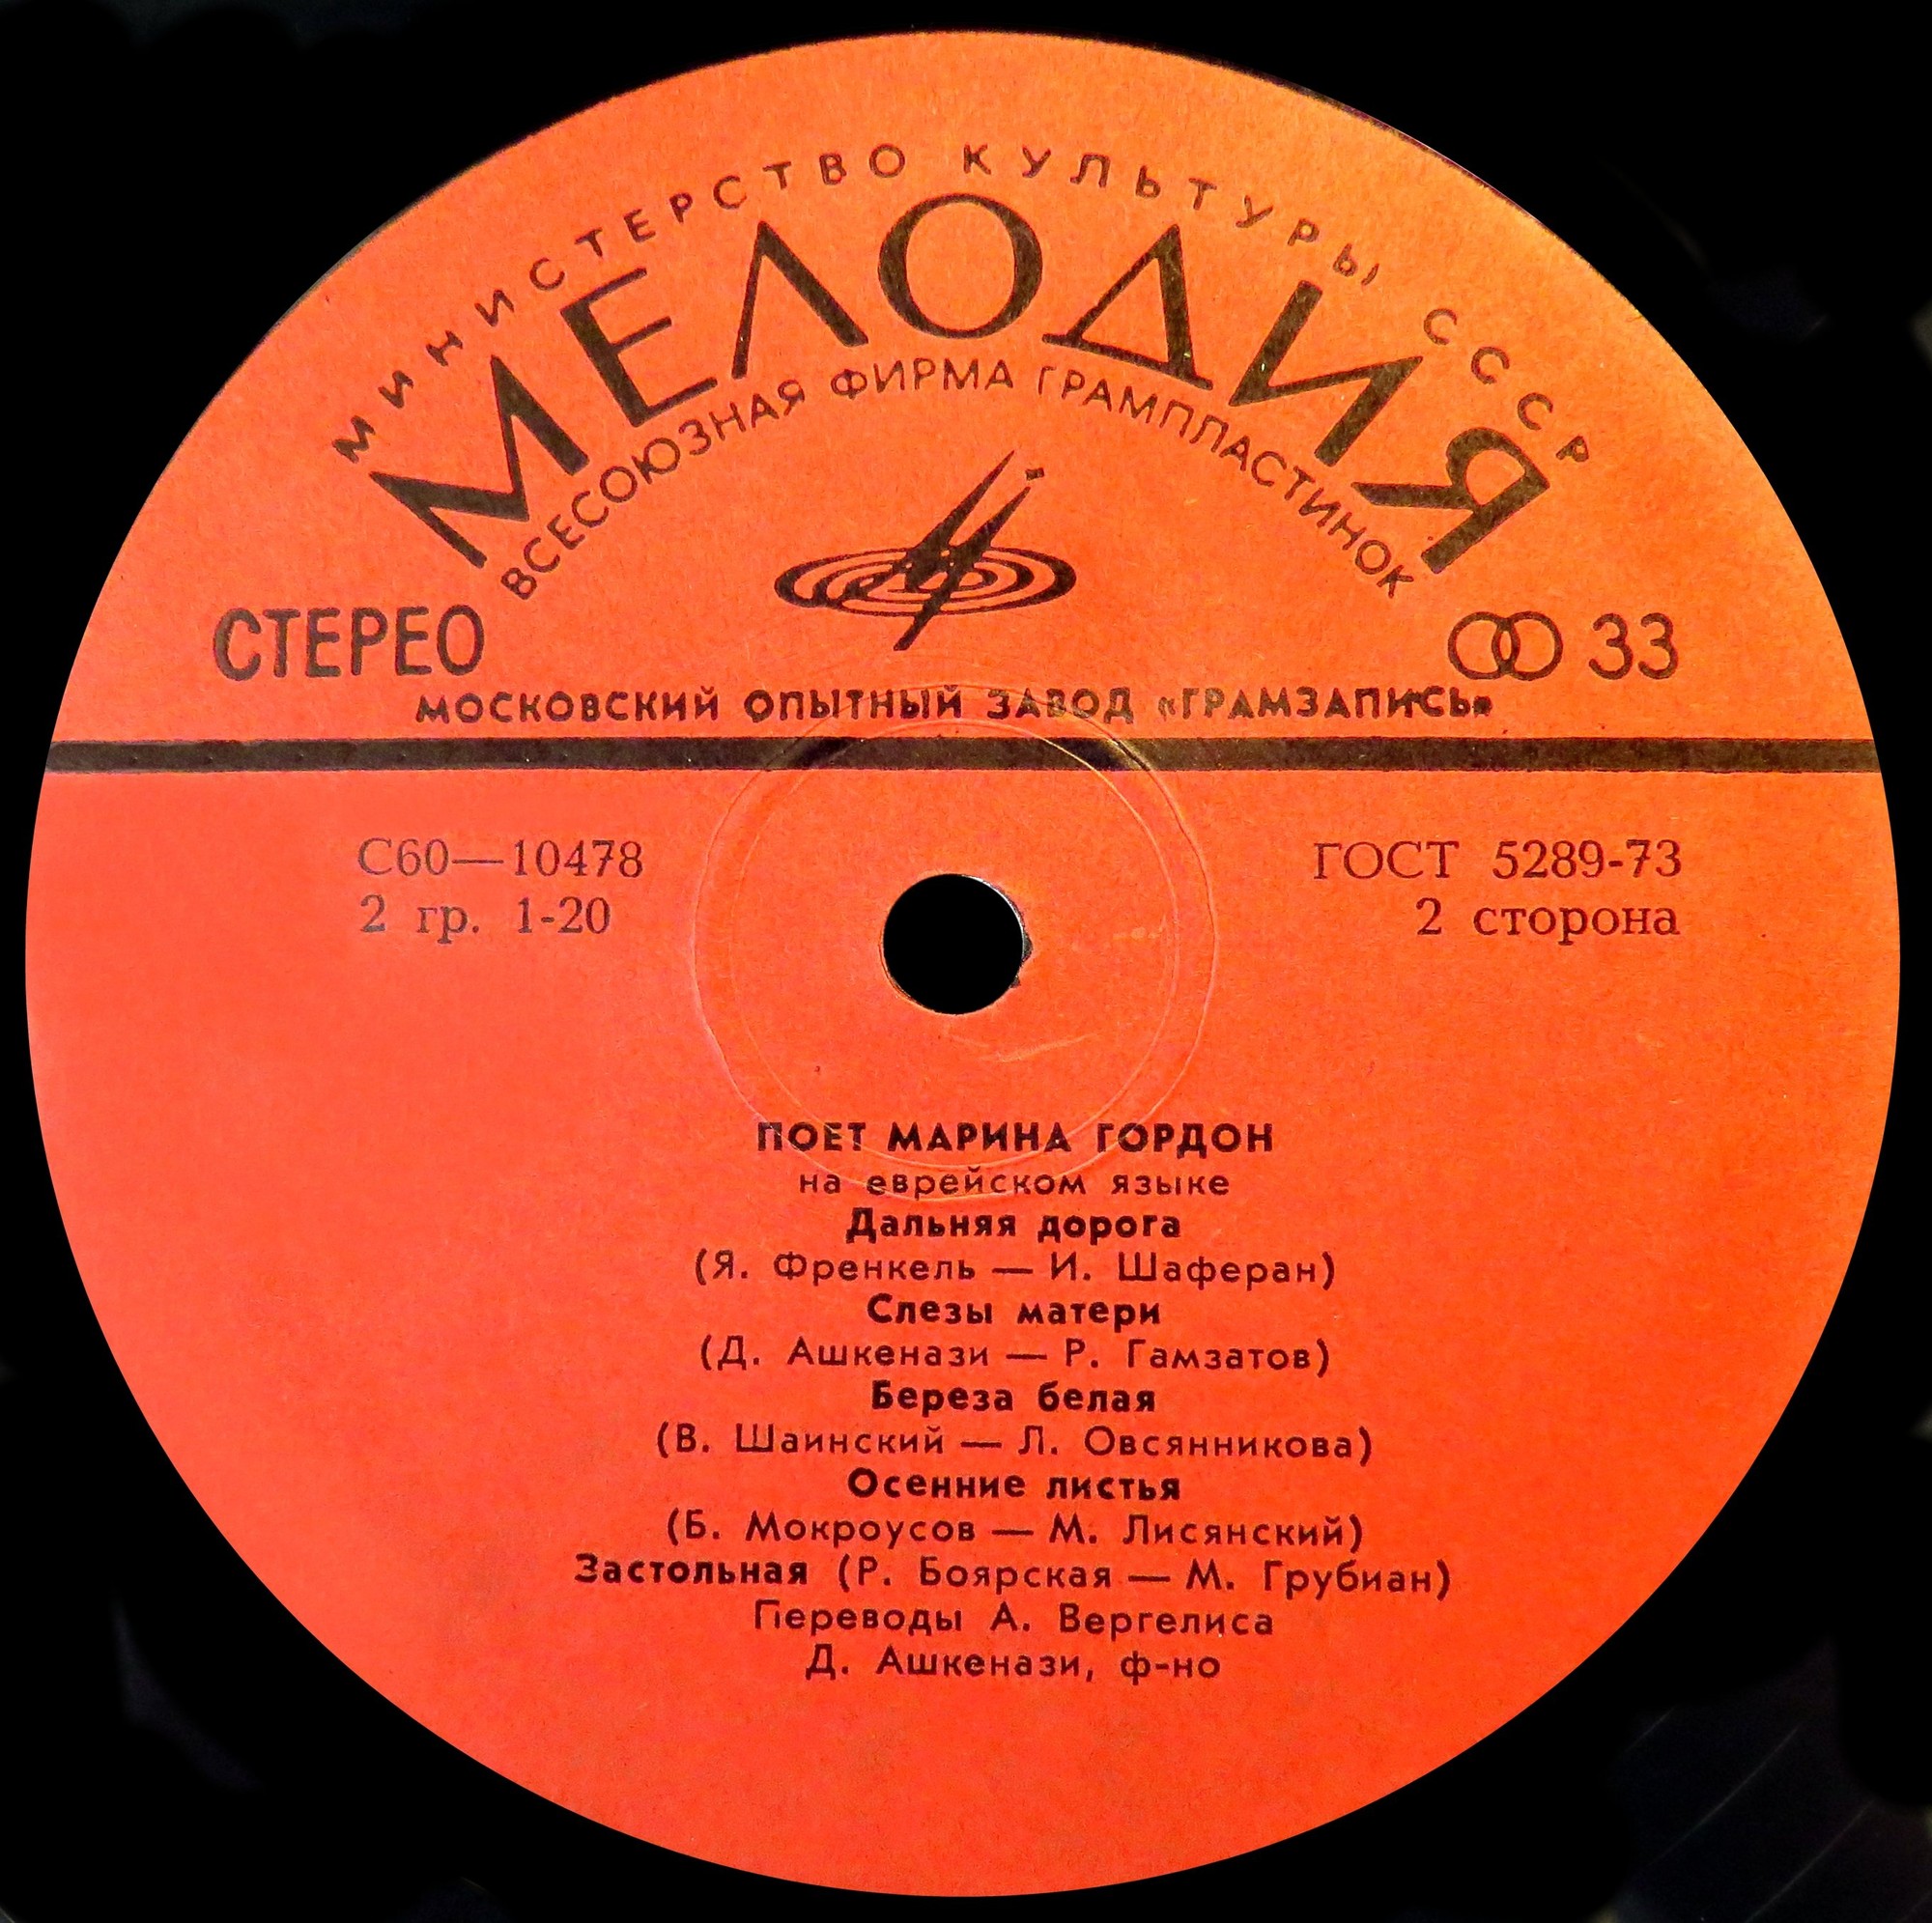 МИНИСТЕРСТВО КУЛЬТУРЫ СССР
МЕЛОДИЯ
ВСЕСОЮЗНАЯ ФИРМА ГРАМПЛАСТИНОК
СТЕРЕО
33
МОСКОВСКИЙ ОПЫТНЫЙ ЗАВОД «ГРАМЗАПИСЬ»
С60—10478
ГОСТ 5289-73
2 гр. 1-20
2 сторона
ПОЕТ МАРИНА ГОРДОН
на еврейском языке
Дальняя дорога
(Я. Френкель — И. Шаферан)
Слезы матери
(Д. Ашкенази — Р. Гамзатов)
Береза белая
(В. Шаинский — Л. Овсянникова)
Осенние листья
(Б. Мокроусов — М. Лисянский)
Застольная (Р. Боярская — М. Грубиан)
Переводы А. Вергелиса
Д. Ашкенази, ф-но